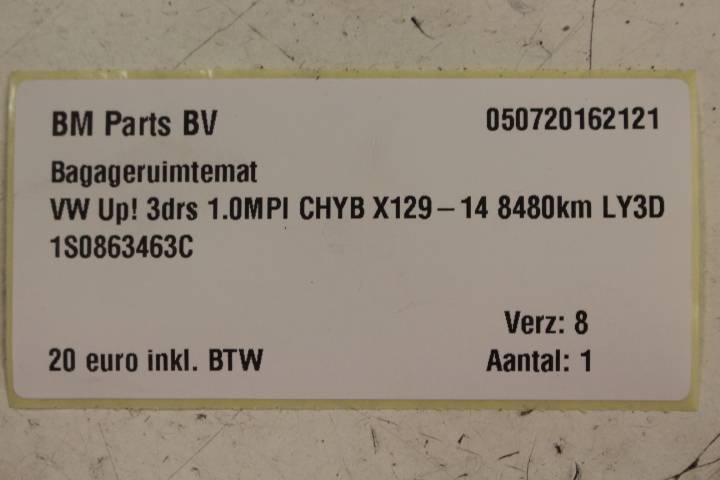 BM Parts BV 050720162121
Bagageruimtemat
VW Up! 3drs 1.0MPI CHYB X129-14 8480km LY3D
1S0863463C
Verz: 8
20 euro inkl. BTW Aantal: 1